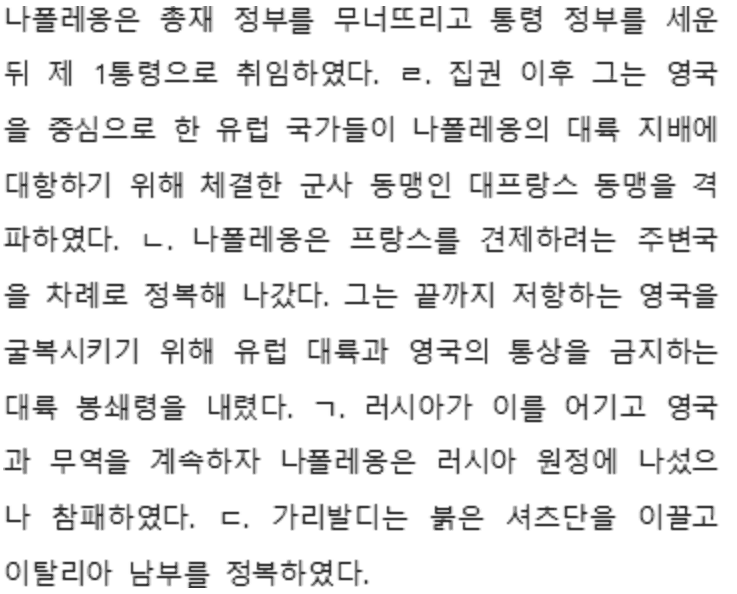 나폴레옹은 총재 정부를 무너뜨리고 통령 정부를 세운
뒤 제 1통령으로 취임하였다. ㄹ. 집권 이후 그는 영국
을 중심으로 한 유럽 국가들이 나폴레옹의 대륙 지배에
대항하기 위해 체결한 군사 동맹인 대프랑스 동맹을 격
파하였다. ㄴ. 나폴레옹은 프랑스를 견제하려는 주변국
을 차례로 정복해 나갔다. 그는 끝까지 저항하는 영국을
굴복시키기 위해 유럽 대륙과 영국의 통상을 금지하는
대륙 봉쇄령을 내렸다. ㄱ. 러시아가 이를 어기고 영국
과 무역을 계속하자 나폴레옹은 러시아 원정에 나섰으
나 참패하였다. ㄷ. 가리발디는 붉은 셔츠단을 이끌고
이탈리아 남부를 정복하였다.